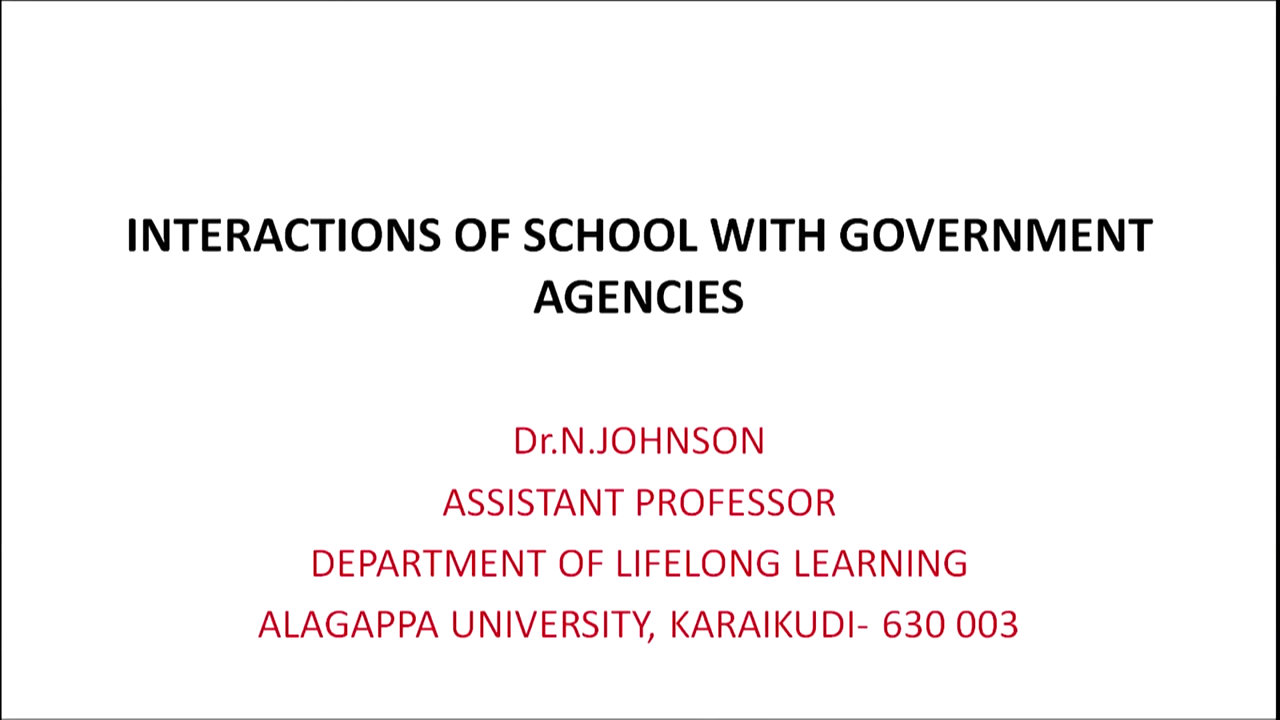 INTERACTIONS OF SCHOOL WITH GOVERNMENT
AGENCIES
Dr.N.JOHNSON
ASSISTANT PROFESSOR
DEPARTMENT OF LIFELONG LEARNING
ALAGAPPA UNIVERSITY, KARAIKUDI- 630 003